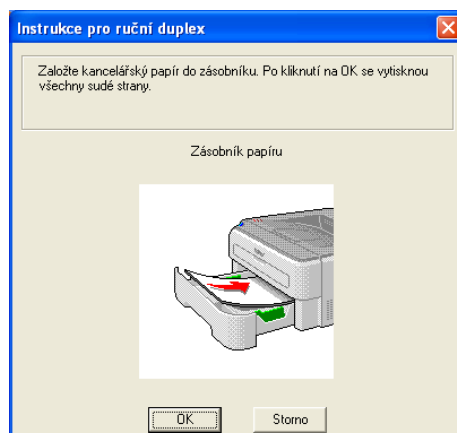 Instrukce pro ruční duplex
Založte kancelářský papír do zásobníku. Po kliknutí na OK se vytisknou
všechny sudé strany.
Zásobník papíru
OK
Storno